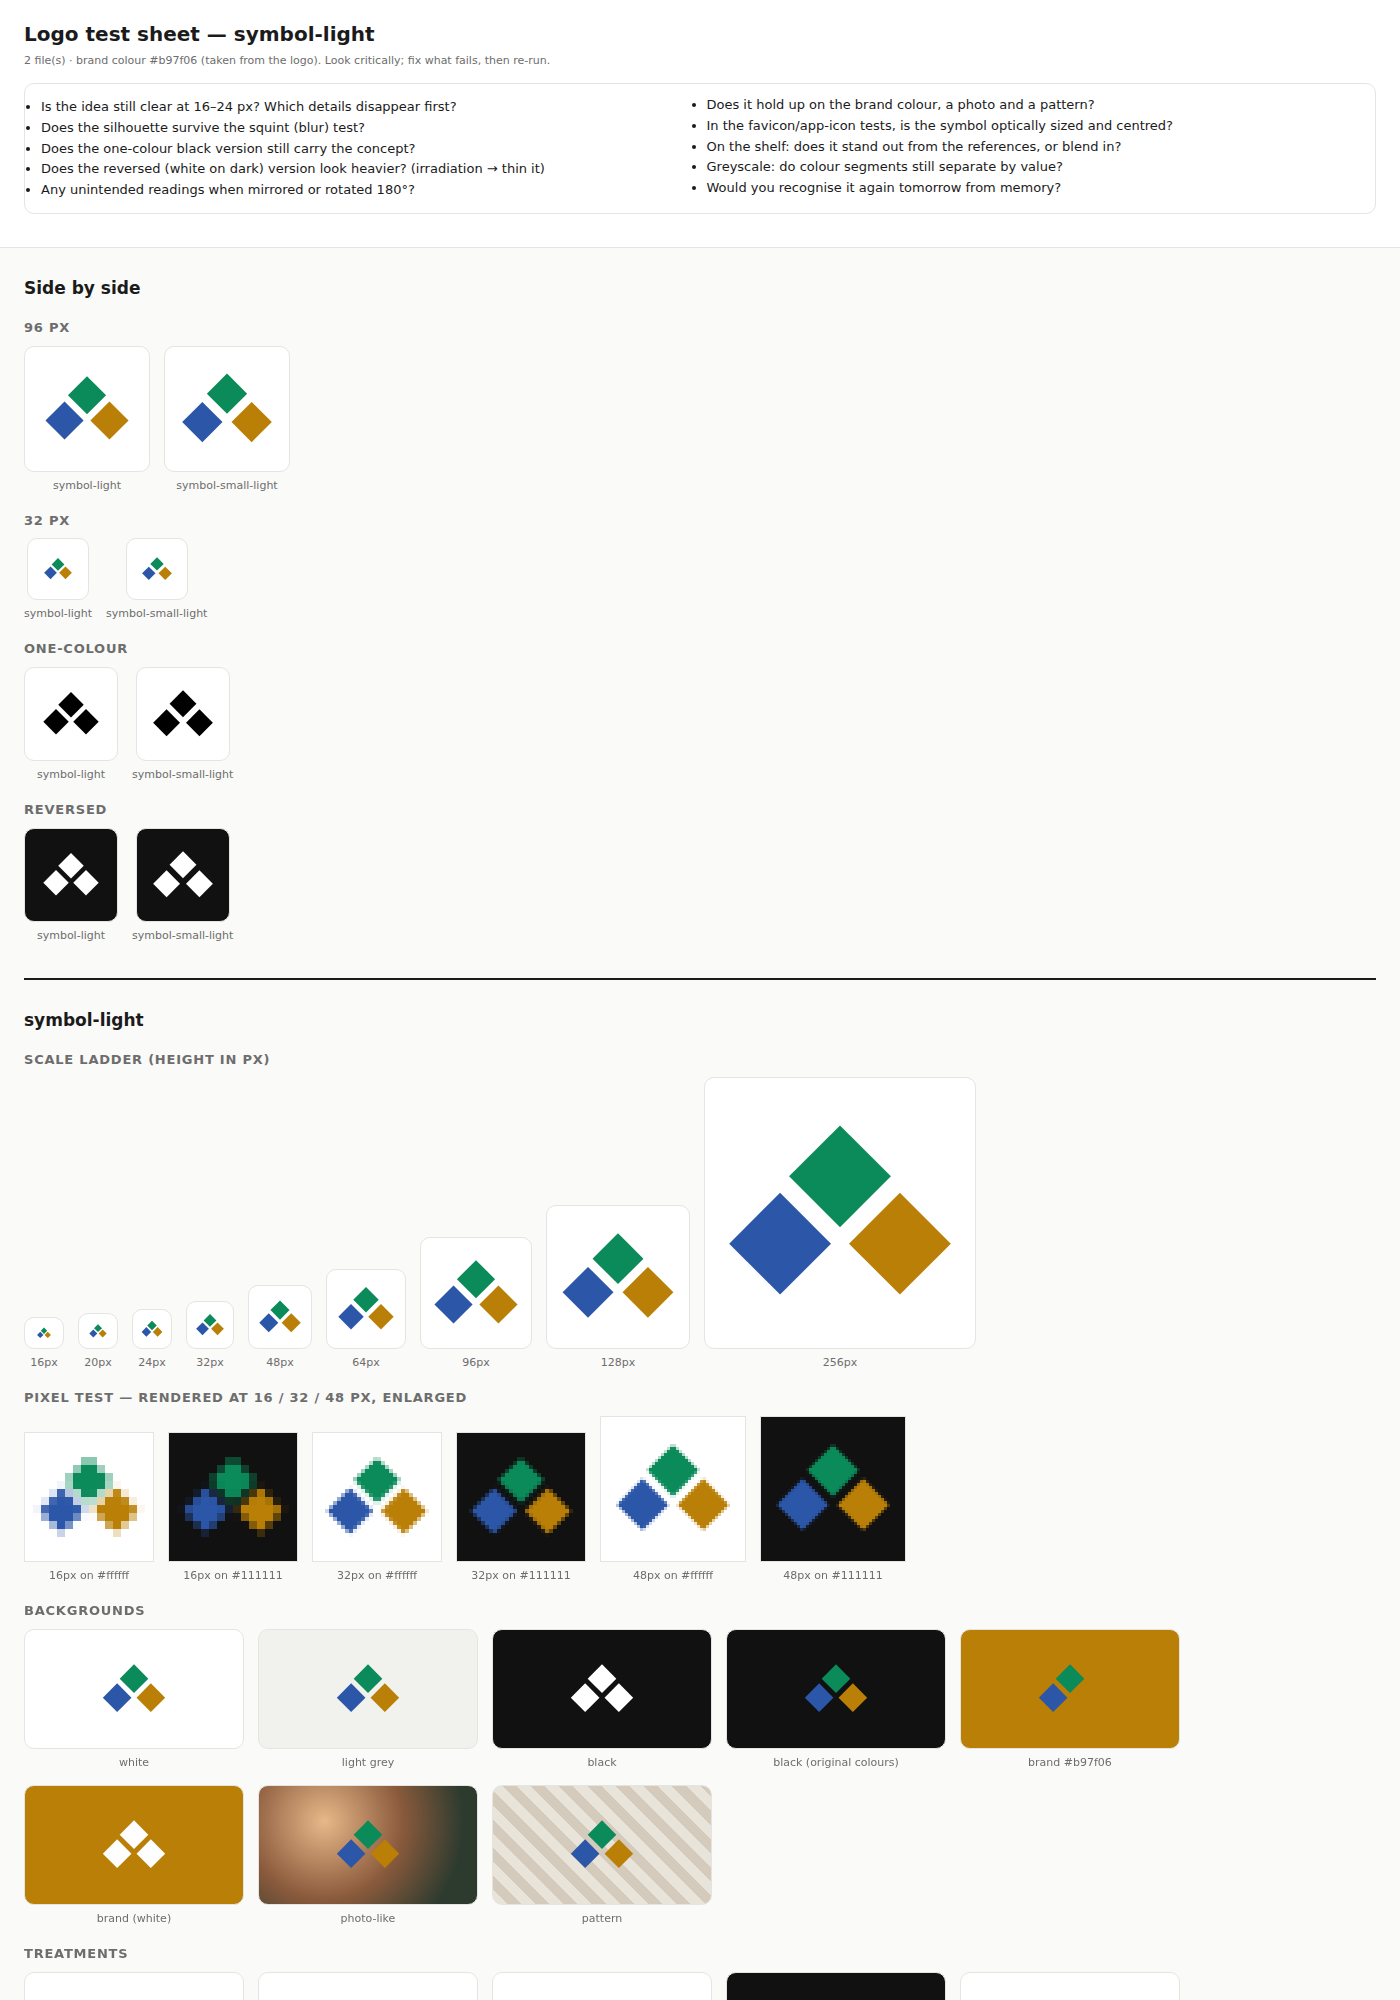 Logo test sheet — symbol-light
2 file(s) · brand colour #b97f06 (taken from the logo). Look critically; fix what fails, then re-run.
• Is the idea still clear at 16–24 px? Which details disappear first?
• Does the silhouette survive the squint (blur) test?
• Does the one-colour black version still carry the concept?
• Does the reversed (white on dark) version look heavier? (irradiation → thin it)
• Any unintended readings when mirrored or rotated 180°?
• Does it hold up on the brand colour, a photo and a pattern?
• In the favicon/app-icon tests, is the symbol optically sized and centred?
• On the shelf: does it stand out from the references, or blend in?
• Greyscale: do colour segments still separate by value?
• Would you recognise it again tomorrow from memory?
Side by side
96 PX
symbol-light symbol-small-light
32 PX
symbol-light symbol-small-light
ONE-COLOUR
symbol-light symbol-small-light
REVERSED
symbol-light symbol-small-light
symbol-light
SCALE LADDER (HEIGHT IN PX)
16px 20px 24px 32px 48px 64px 96px 128px 256px
PIXEL TEST — RENDERED AT 16 / 32 / 48 PX, ENLARGED
16px on #ffffff 16px on #111111 32px on #ffffff 32px on #111111 48px on #ffffff 48px on #111111
BACKGROUNDS
white light grey black black (original colours) brand #b97f06
brand (white) photo-like pattern
TREATMENTS